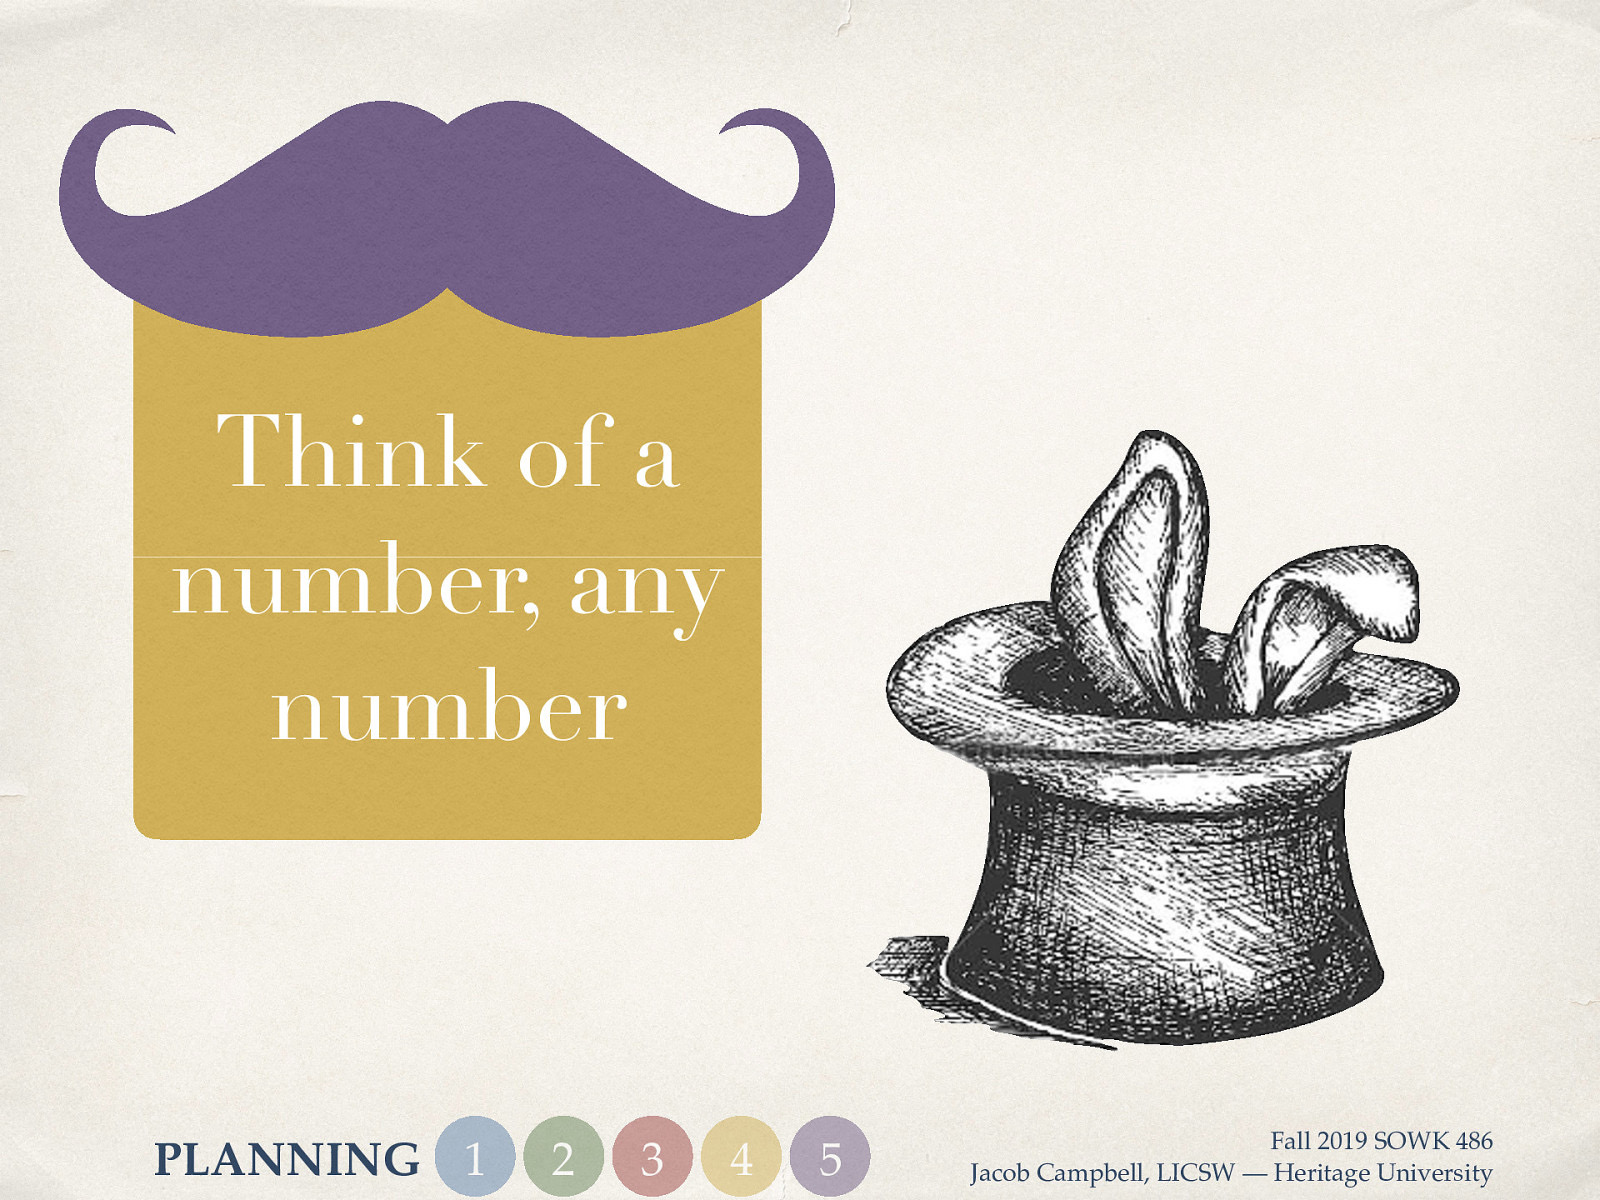 Think of a
number, any
number
PLANNING 1 2 3 4 5
Fall 2019 SOWK 486
Jacob Campbell, LICSW — Heritage University